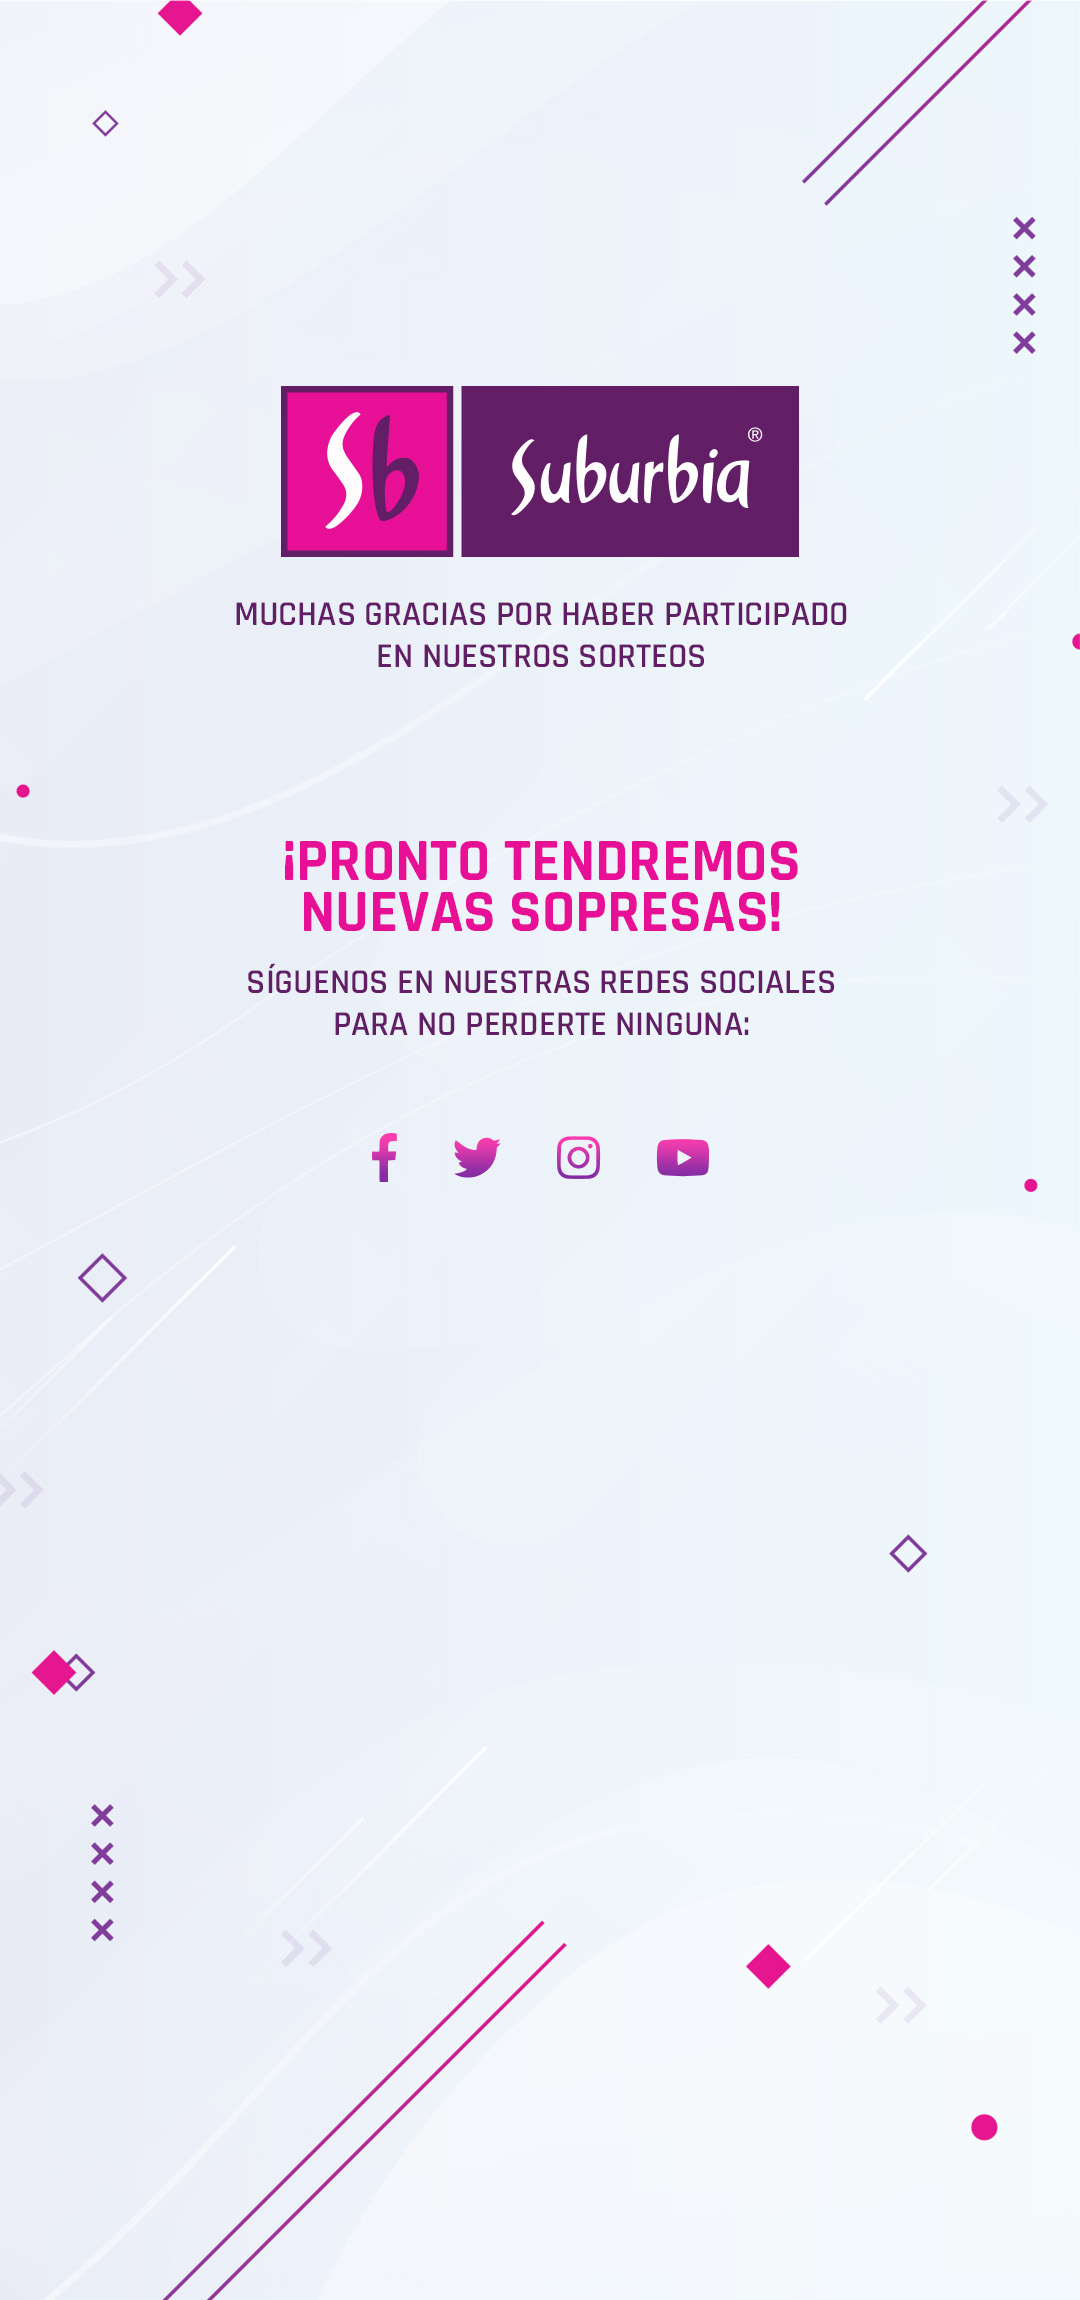 Sb Suburbia®
MUCHAS GRACIAS POR HABER PARTICIPADO
EN NUESTROS SORTEOS
¡PRONTO TENDREMOS
NUEVAS SOPRESAS!
SÍGUENOS EN NUESTRAS REDES SOCIALES
PARA NO PERDERTE NINGUNA: